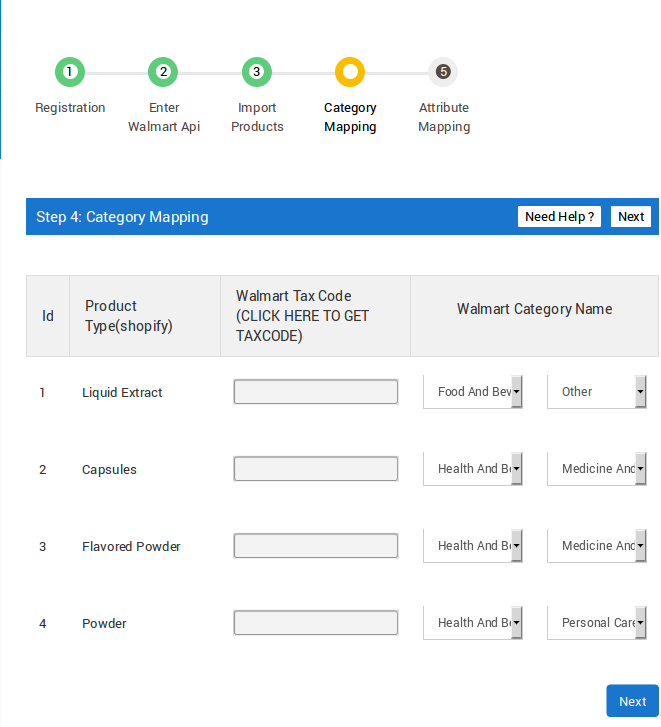 1 2 3 5
Registration Enter Import Category Attribute
Walmart Api Products Mapping Mapping
Step 4: Category Mapping Need Help ? Next
Id Product Type(shopify) Walmart Tax Code (CLICK HERE TO GET TAXCODE) Walmart Category Name
1 Liquid Extract Food And Bev Other
2 Capsules Health And Be Medicine And
3 Flavored Powder Health And Be Medicine And
4 Powder Health And Be Personal Care
Next